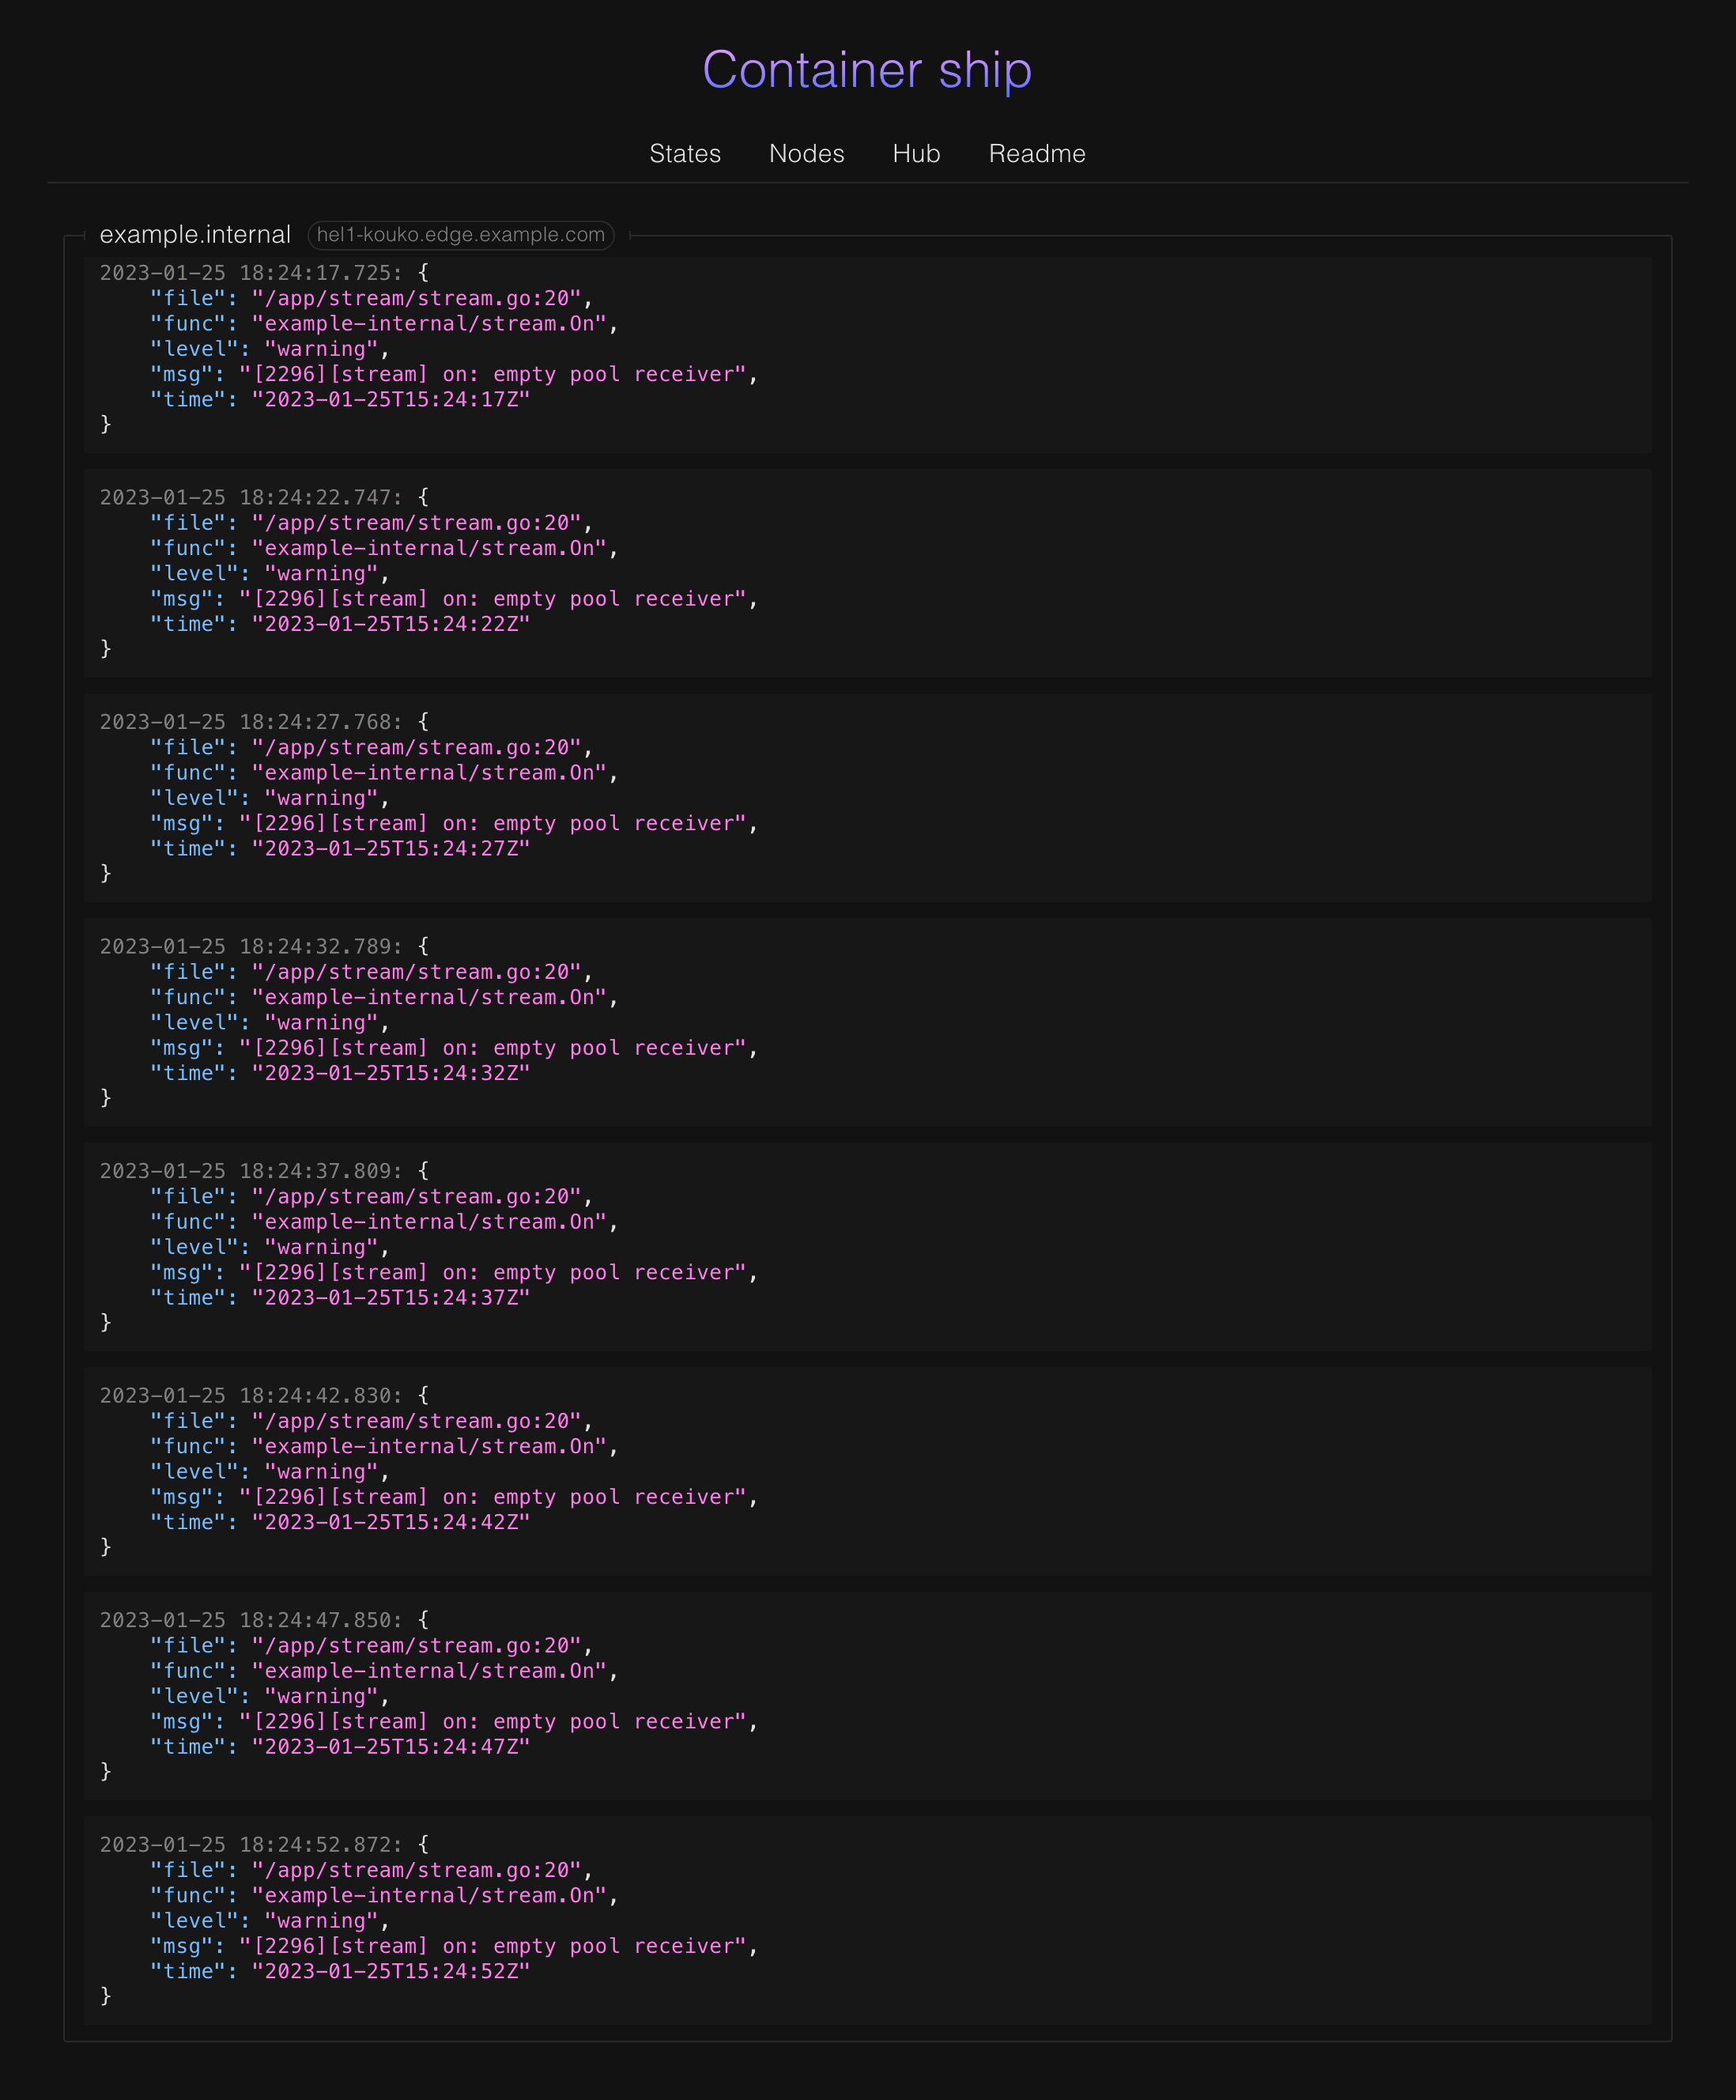 Container ship
States Nodes Hub Readme
example.internal hel1-kouko.edge.example.com
2023-01-25 18:24:17.725: {
    "file": "/app/stream/stream.go:20",
    "func": "example-internal/stream.On",
    "level": "warning",
    "msg": "[2296][stream] on: empty pool receiver",
    "time": "2023-01-25T15:24:17Z"
}
2023-01-25 18:24:22.747: {
    "file": "/app/stream/stream.go:20",
    "func": "example-internal/stream.On",
    "level": "warning",
    "msg": "[2296][stream] on: empty pool receiver",
    "time": "2023-01-25T15:24:22Z"
}
2023-01-25 18:24:27.768: {
    "file": "/app/stream/stream.go:20",
    "func": "example-internal/stream.On",
    "level": "warning",
    "msg": "[2296][stream] on: empty pool receiver",
    "time": "2023-01-25T15:24:27Z"
}
2023-01-25 18:24:32.789: {
    "file": "/app/stream/stream.go:20",
    "func": "example-internal/stream.On",
    "level": "warning",
    "msg": "[2296][stream] on: empty pool receiver",
    "time": "2023-01-25T15:24:32Z"
}
2023-01-25 18:24:37.809: {
    "file": "/app/stream/stream.go:20",
    "func": "example-internal/stream.On",
    "level": "warning",
    "msg": "[2296][stream] on: empty pool receiver",
    "time": "2023-01-25T15:24:37Z"
}
2023-01-25 18:24:42.830: {
    "file": "/app/stream/stream.go:20",
    "func": "example-internal/stream.On",
    "level": "warning",
    "msg": "[2296][stream] on: empty pool receiver",
    "time": "2023-01-25T15:24:42Z"
}
2023-01-25 18:24:47.850: {
    "file": "/app/stream/stream.go:20",
    "func": "example-internal/stream.On",
    "level": "warning",
    "msg": "[2296][stream] on: empty pool receiver",
    "time": "2023-01-25T15:24:47Z"
}
2023-01-25 18:24:52.872: {
    "file": "/app/stream/stream.go:20",
    "func": "example-internal/stream.On",
    "level": "warning",
    "msg": "[2296][stream] on: empty pool receiver",
    "time": "2023-01-25T15:24:52Z"
}